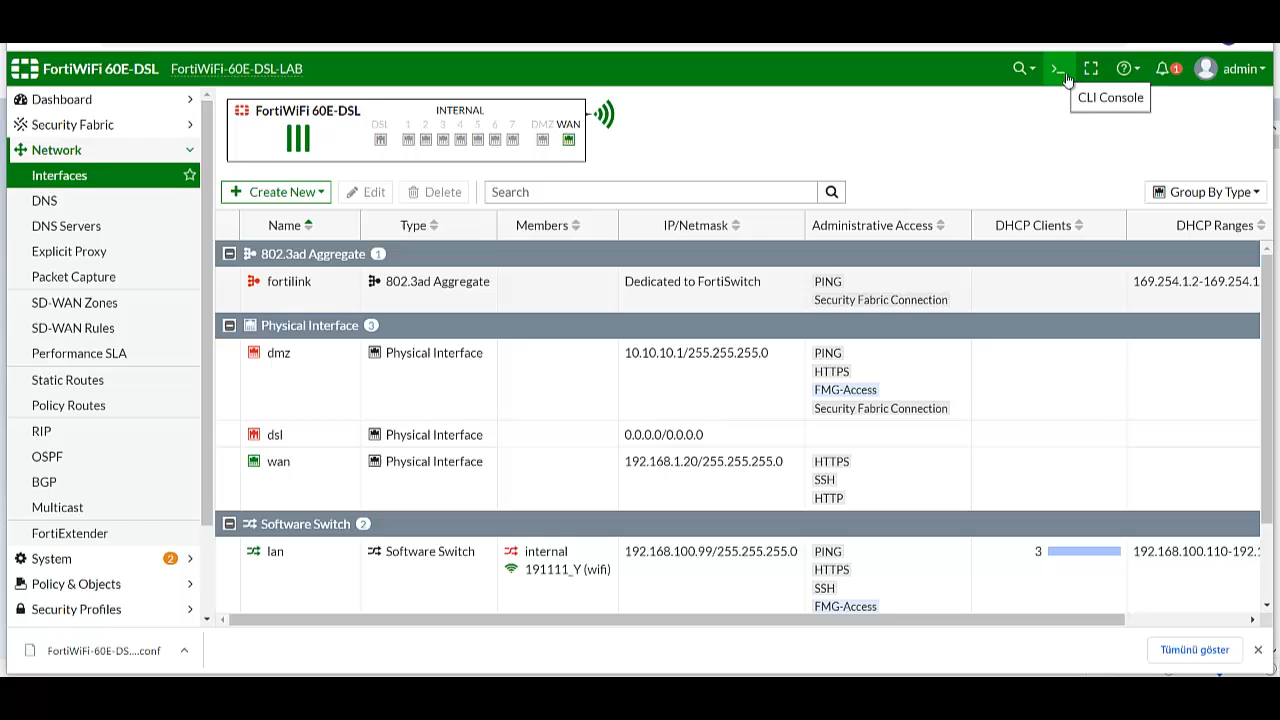 FortiWiFi 60E-DSL FortiWiFi-60E-DSL-LAB admin
CLI Console
Dashboard
Security Fabric
Network
Interfaces
DNS
DNS Servers
Explicit Proxy
Packet Capture
SD-WAN Zones
SD-WAN Rules
Performance SLA
Static Routes
Policy Routes
RIP
OSPF
BGP
Multicast
FortiExtender
System 2
Policy & Objects
Security Profiles
FortiWiFi 60E-DSL INTERNAL
DSL 1 2 3 4 5 6 7 DMZ WAN
1
Create New Edit Delete Search Group By Type
Name Type Members IP/Netmask Administrative Access DHCP Clients DHCP Ranges
802.3ad Aggregate 1
fortilink 802.3ad Aggregate Dedicated to FortiSwitch PING 169.254.1.2-169.254.1
Security Fabric Connection
Physical Interface 3
dmz Physical Interface 10.10.10.1/255.255.255.0 PING
HTTPS
FMG-Access
Security Fabric Connection
dsl Physical Interface 0.0.0.0/0.0.0.0
wan Physical Interface 192.168.1.20/255.255.255.0 HTTPS
SSH
HTTP
Software Switch 2
lan Software Switch internal 192.168.100.99/255.255.255.0 PING 3 192.168.100.110-192.1
191111_Y (wifi) HTTPS
SSH
FMG-Access
FortiWiFi-60E-DS....conf Tümünü göster